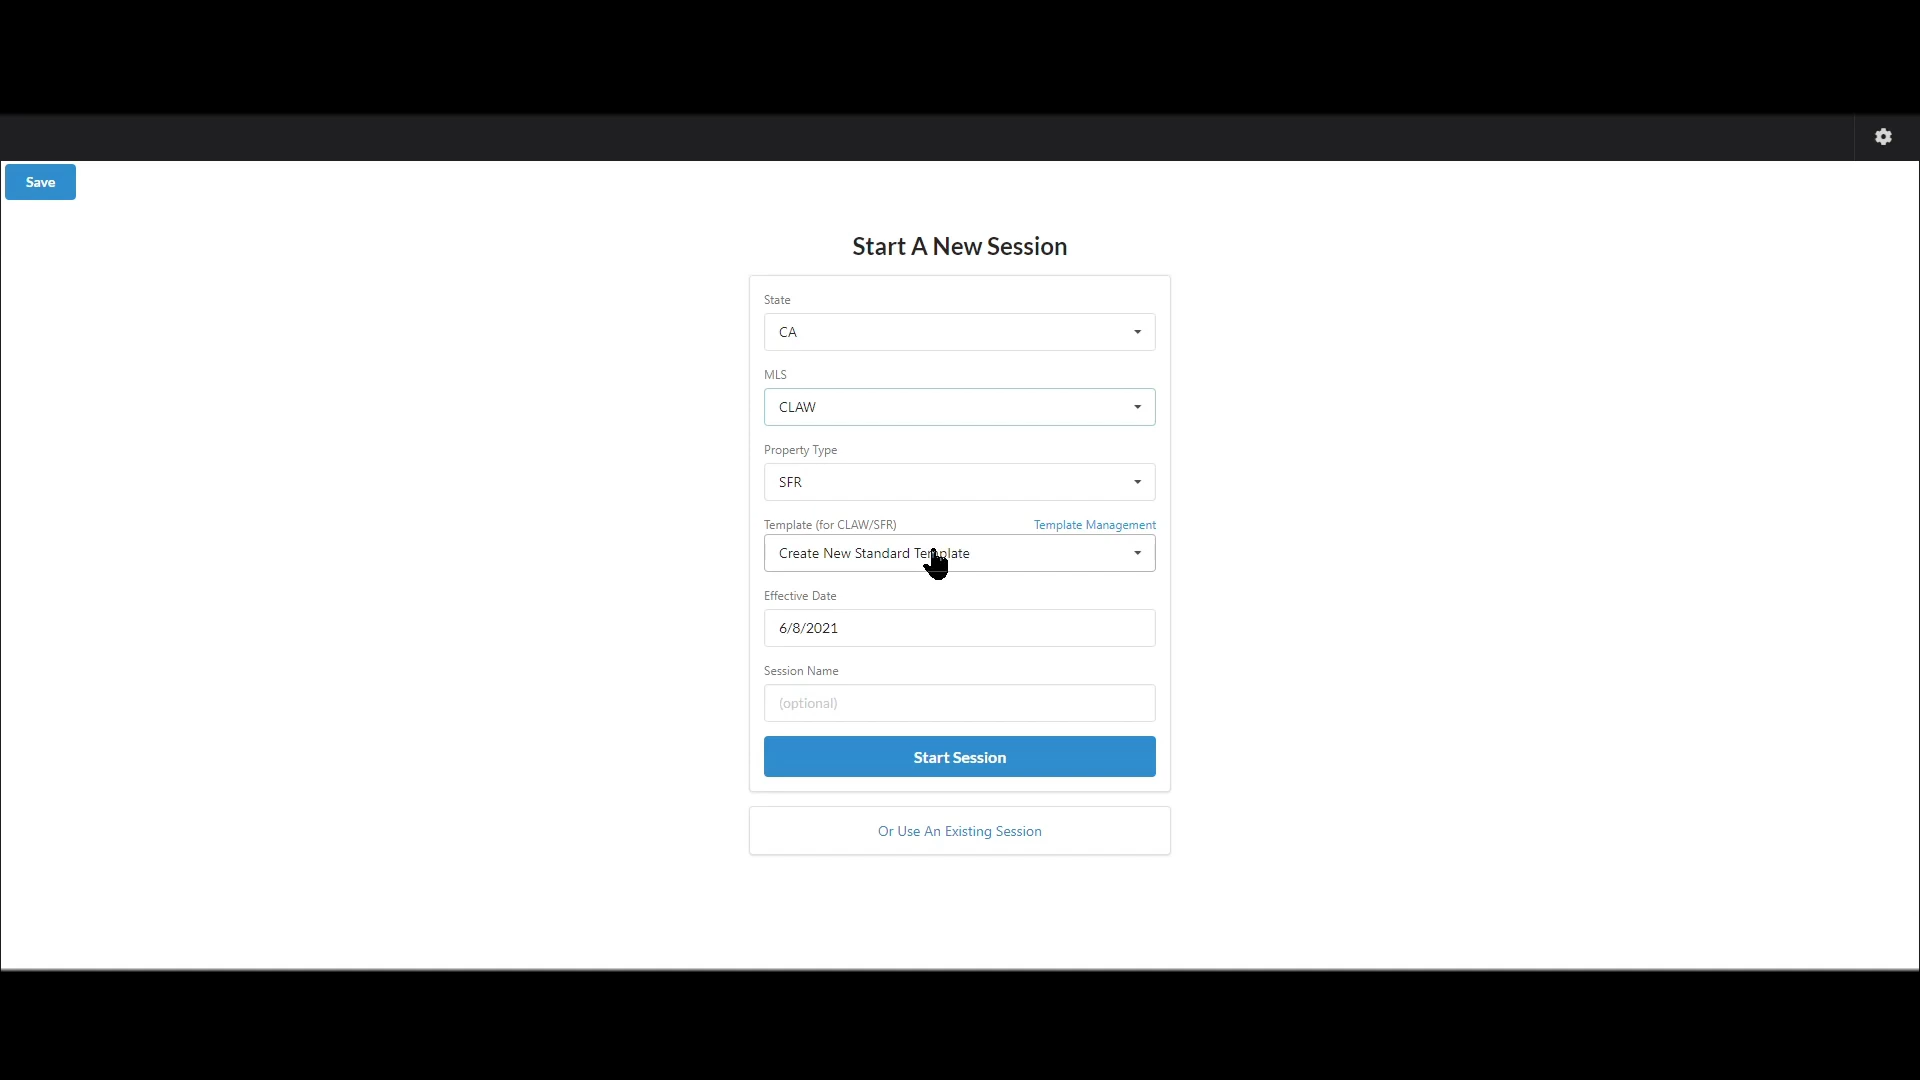 Save
Start A New Session
State
CA
MLS
CLAW
Property Type
SFR
Template (for CLAW/SFR) Template Management
Create New Standard Template
Effective Date
6/8/2021
Session Name
(optional)
Start Session
Or Use An Existing Session